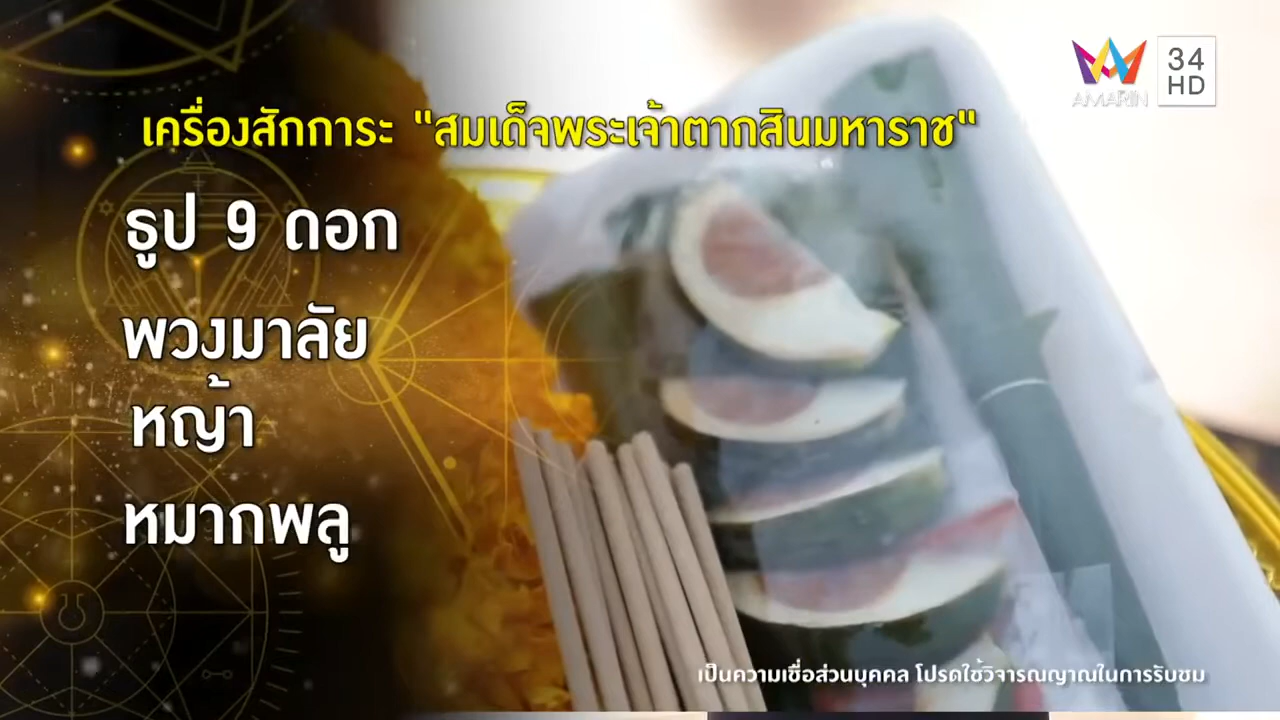 AMARIN
34
HD
เครื่องสักการะ "สมเด็จพระเจ้าตากสินมหาราช"
ธูป 9 ดอก
พวงมาลัย
หญ้า
หมากพลู
เป็นความเชื่อส่วนบุคคล โปรดใช้วิจารณญาณในการรับชม